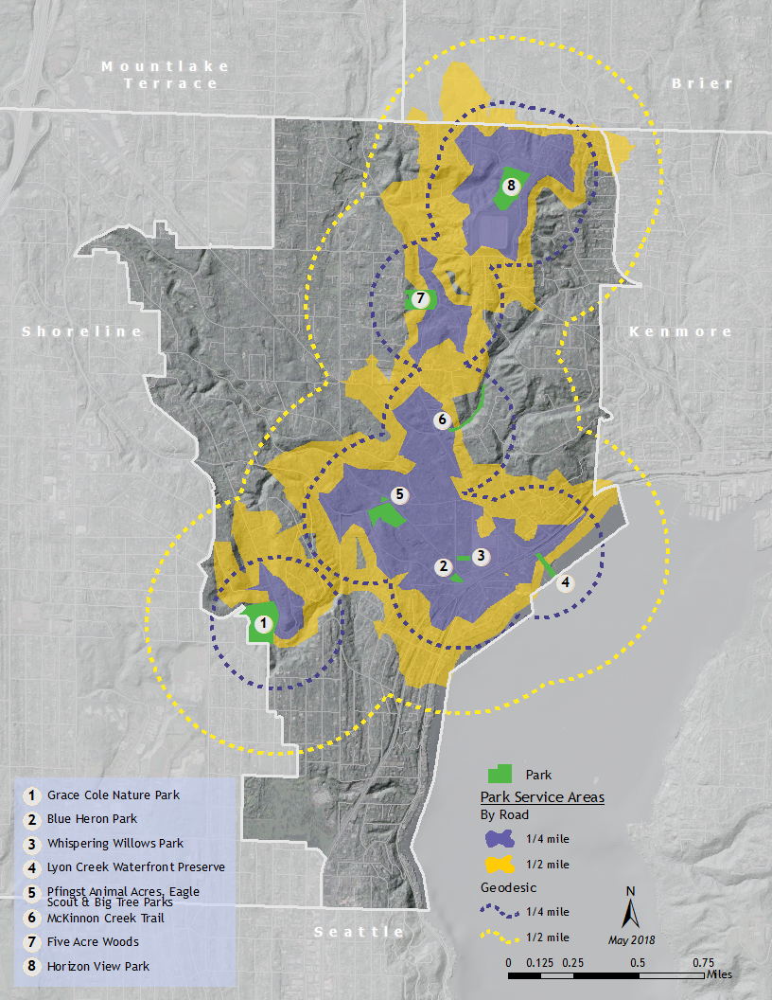 Mountlake
Terrace
Brier
8
7
Shoreline
Kenmore
6
5
3
2
4
1
1 Grace Cole Nature Park
2 Blue Heron Park
3 Whispering Willows Park
4 Lyon Creek Waterfront Preserve
5 Pfingst Animal Acres, Eagle
Scout & Big Tree Parks
6 McKinnon Creek Trail
7 Five Acre Woods
8 Horizon View Park
Seattle
Park
Park Service Areas
By Road
1/4 mile
1/2 mile
Geodesic
1/4 mile
1/2 mile
N
May 2018
0 0.125 0.25 0.5 0.75
Miles